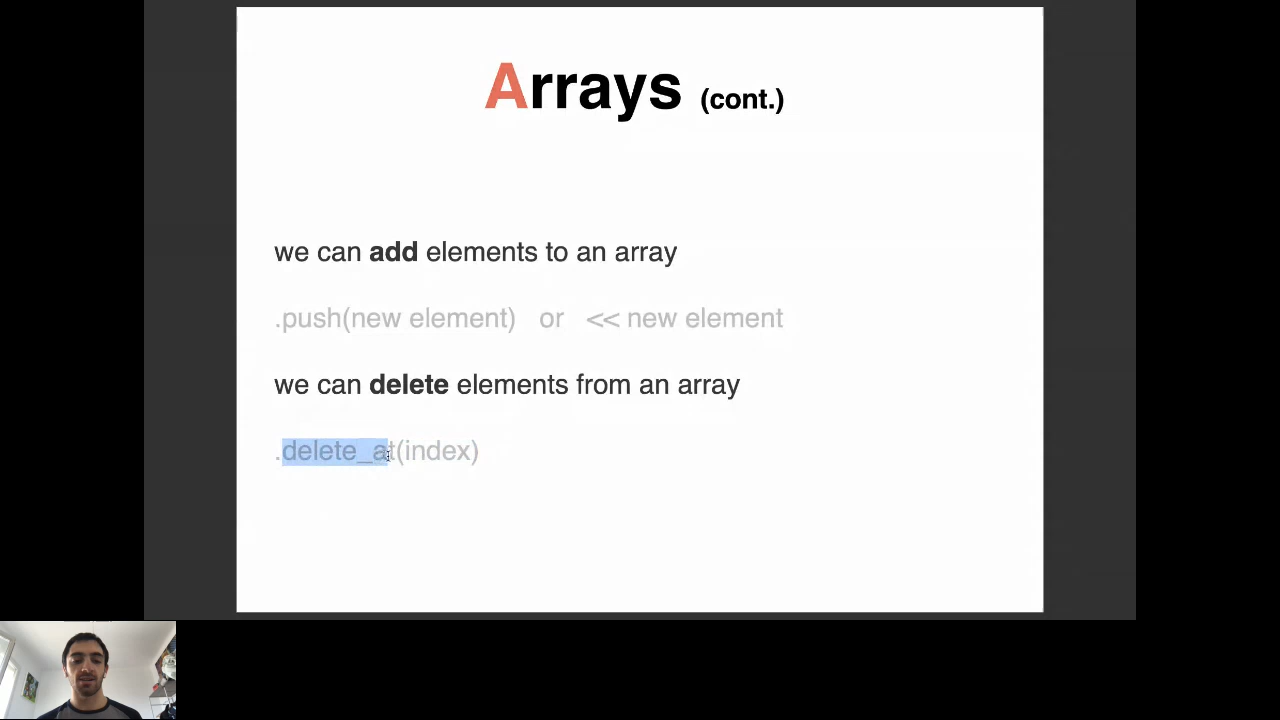 Arrays (cont.)
we can add elements to an array
.push(new element) or << new element
we can delete elements from an array
.delete_at(index)